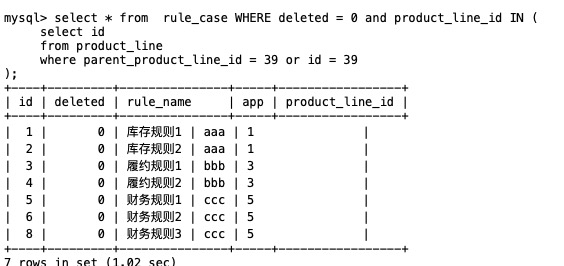 mysql> select * from  rule_case WHERE deleted = 0 and product_line_id IN (
     select id
     from product_line
     where parent_product_line_id = 39 or id = 39
);
+----+---------+---------------+-----+-----------------+
| id | deleted | rule_name     | app | product_line_id |
+----+---------+---------------+-----+-----------------+
|  1 |       0 | 库存规则1 | aaa | 1               |
|  2 |       0 | 库存规则2 | aaa | 1               |
|  3 |       0 | 履约规则1 | bbb | 3               |
|  4 |       0 | 履约规则2 | bbb | 3               |
|  5 |       0 | 财务规则1 | ccc | 5               |
|  6 |       0 | 财务规则2 | ccc | 5               |
|  8 |       0 | 财务规则3 | ccc | 5               |
+----+---------+---------------+-----+-----------------+
7 rows in set (1.02 sec)